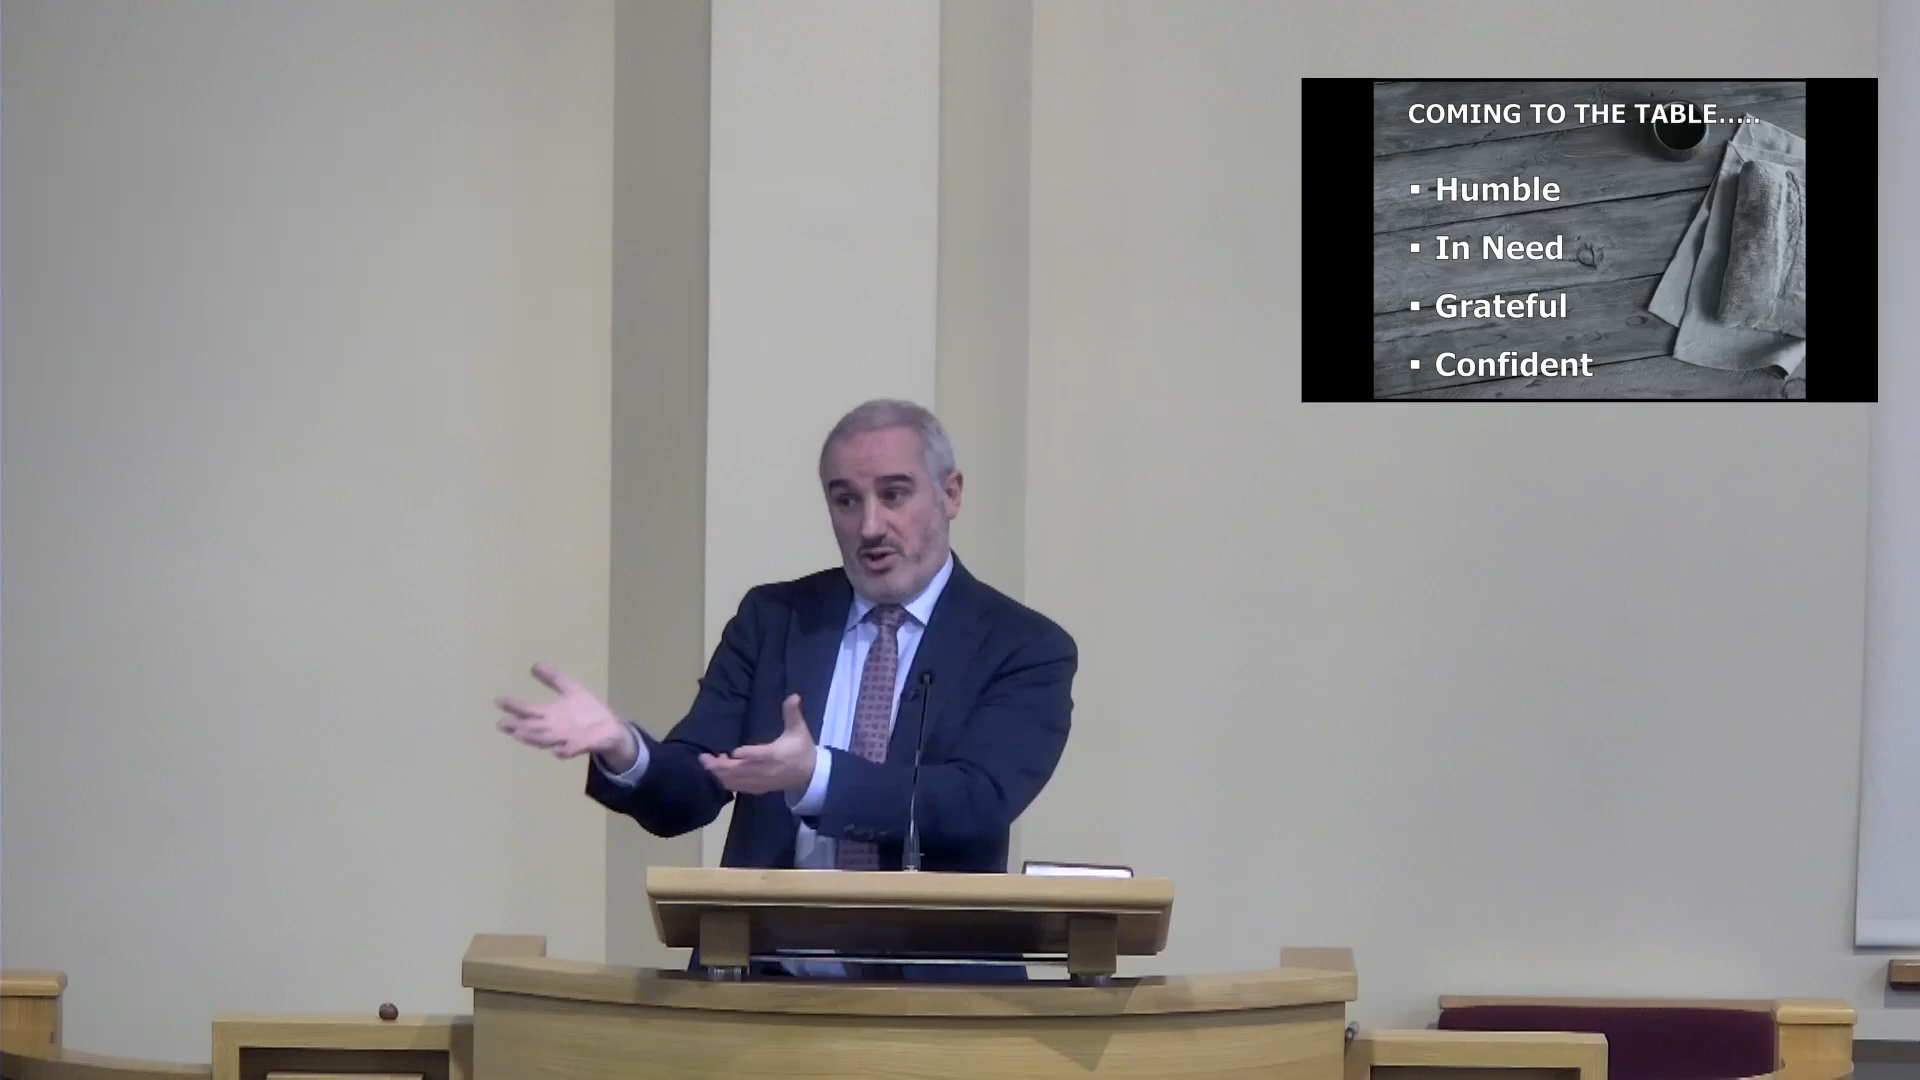 COMING TO THE TABLE.....
▪ Humble
▪ In Need
▪ Grateful
▪ Confident